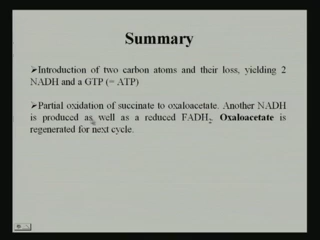 Summary
➢Introduction of two carbon atoms and their loss, yielding 2
NADH and a GTP (= ATP)
➢Partial oxidation of succinate to oxaloacetate. Another NADH
is produced as well as a reduced FADH₂. Oxaloacetate is
regenerated for next cycle.